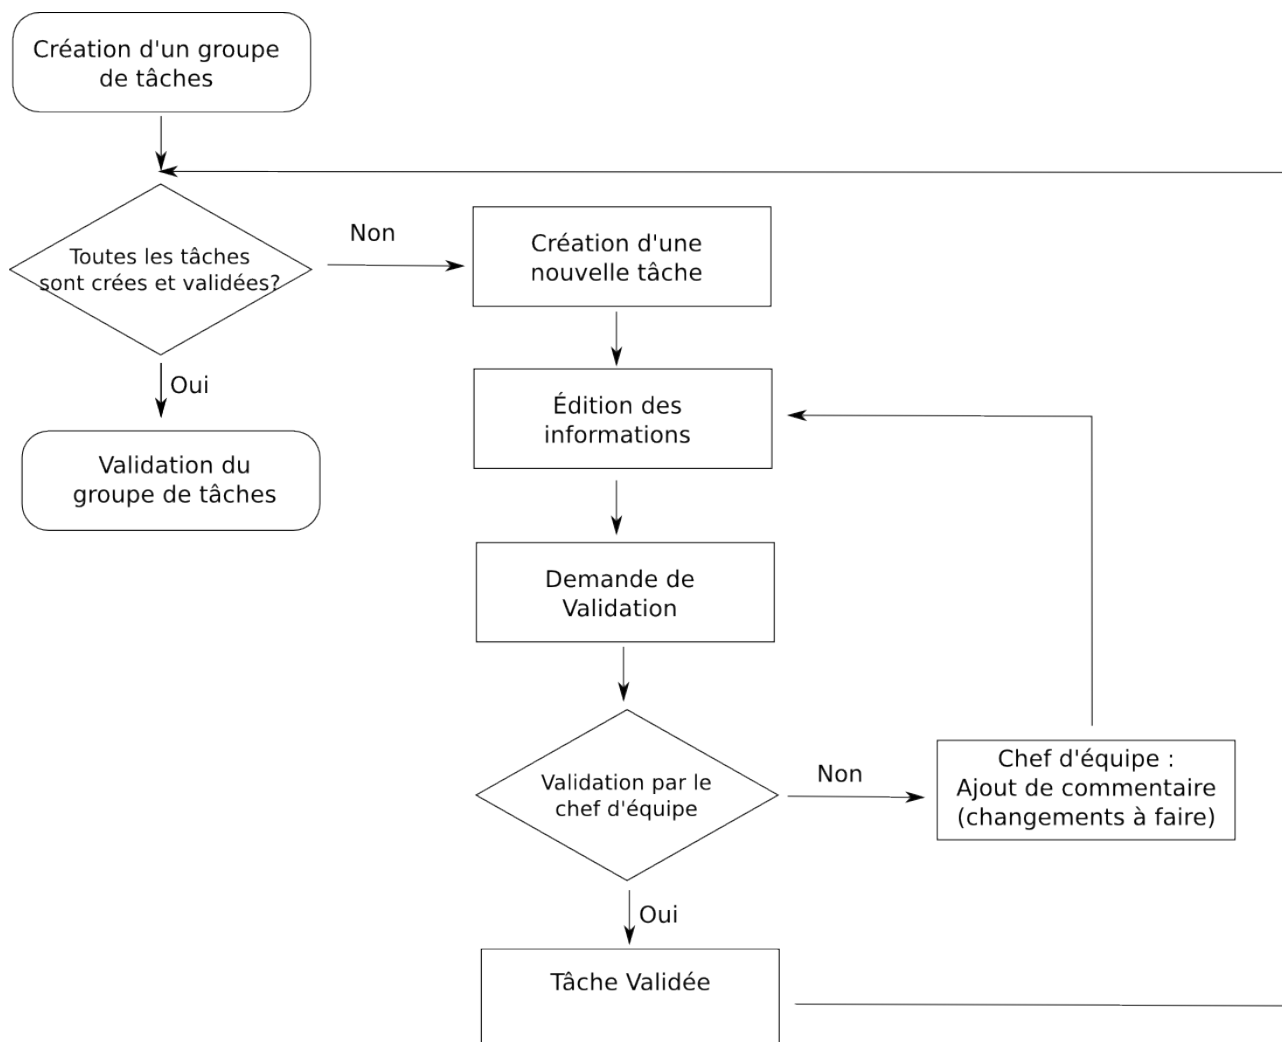 Création d'un groupe
de tâches
Toutes les tâches
sont crées et validées?
Non
Création d'une
nouvelle tâche
Oui
Édition des
informations
Validation du
groupe de tâches
Demande de
Validation
Validation par le
chef d'équipe
Non
Chef d'équipe :
Ajout de commentaire
(changements à faire)
Oui
Tâche Validée